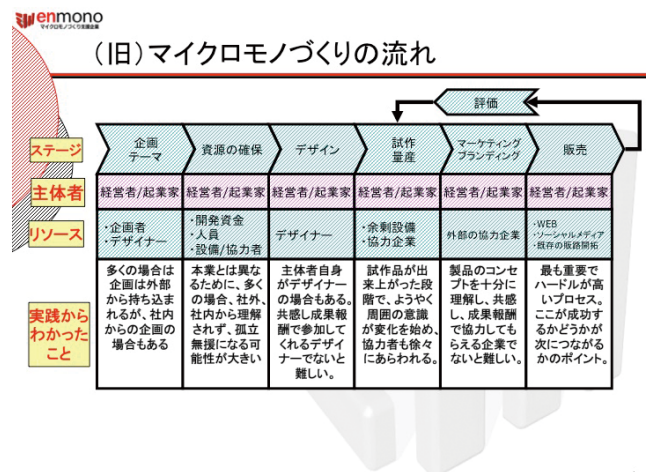 enmono
マイクロモノづくり支援企業
（旧）マイクロモノづくりの流れ
評価
ステージ
企画
テーマ
資源の確保
デザイン
試作
量産
マーケティング
ブランディング
販売
主体者
経営者/起業家
経営者/起業家
経営者/起業家
経営者/起業家
経営者/起業家
経営者/起業家
リソース
・企画者
・デザイナー
・開発資金
・人員
・設備/協力者
デザイナー
・余剰設備
・協力企業
外部の協力企業
・WEB
・ソーシャルメディア
・既存の販路開拓
実践から
わかった
こと
多くの場合は
企画は外部
から持ち込ま
れるが、社内
からの企画の
場合もある
本業とは異な
るために、多く
の場合、社外、
社内から理解
されず、孤立
無援になる可
能性が大きい
主体者自身
がデザイナー
の場合もある。
共感し成果報
酬で参加して
くれるデザイ
ナーでないと
難しい。
試作品が出
来上がった段
階で、ようやく
周囲の意識
が変化を始め、
協力者も徐々
にあらわれる。
製品のコンセ
プトを十分に
理解し、共感
し、成果報酬
で協力しても
らえる企業で
ないと難しい。
最も重要で
ハードルが高
いプロセス。
ここが成功す
るかどうかが
次につながる
かのポイント。